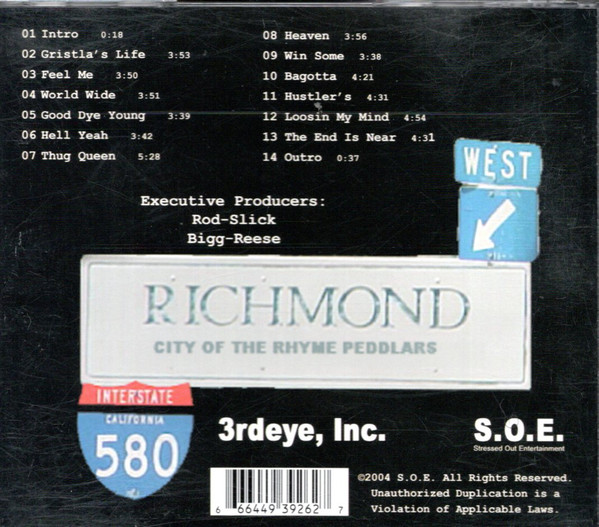 01 Intro 0:18
02 Gristla's Life 3:53
03 Feel Me 3:50
04 World Wide 3:51
05 Good Dye Young 3:39
06 Hell Yeah 3:42
07 Thug Queen 5:28
08 Heaven 3:56
09 Win Some 3:38
10 Bagotta 4:21
11 Hustler's 4:31
12 Loosin My Mind 4:54
13 The End Is Near 4:31
14 Outro 0:37
WEST
Executive Producers:
Rod-Slick
Bigg-Reese
RICHMOND
CITY OF THE RHYME PEDDLARS
INTERSTATE
CALIFORNIA
580
3rdeye, Inc.
S.O.E.
Stressed Out Entertainment
©2004 S.O.E. All Rights Reserved.
Unauthorized Duplication is a
Violation of Applicable Laws.
6 66449 39262 7